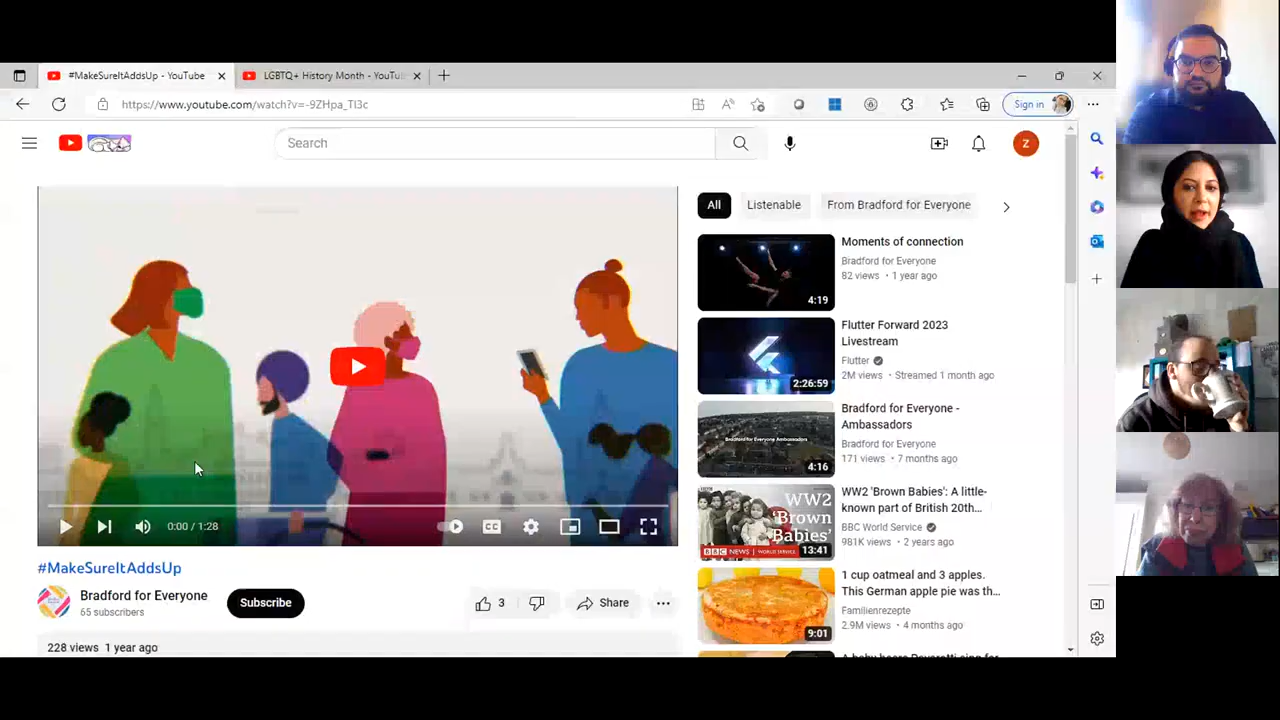 #MakeSureItAddsUp - YouTube
LGBTQ+ History Month - YouTu
https://www.youtube.com/watch?v=-9ZHpa_Tl3c
Sign in
Search
Z
All
Listenable
From Bradford for Everyone
0:00 / 1:28
CC
#MakeSureItAddsUp
Bradford for Everyone
65 subscribers
Subscribe
3
Share
228 views 1 year ago
Moments of connection
Bradford for Everyone
82 views • 1 year ago
4:19
Flutter Forward 2023
Livestream
Flutter
2M views • Streamed 1 month ago
2:26:59
Bradford for Everyone -
Ambassadors
Bradford for Everyone
171 views • 7 months ago
Bradford for Everyone Ambassadors
4:16
WW2 'Brown Babies': A little-
known part of British 20th...
BBC World Service
981K views • 2 years ago
WW2
'Brown
Babies'
BBC NEWS WORLD SERVICE
13:41
1 cup oatmeal and 3 apples.
This German apple pie was th...
Familienrezepte
2.9M views • 4 months ago
9:01